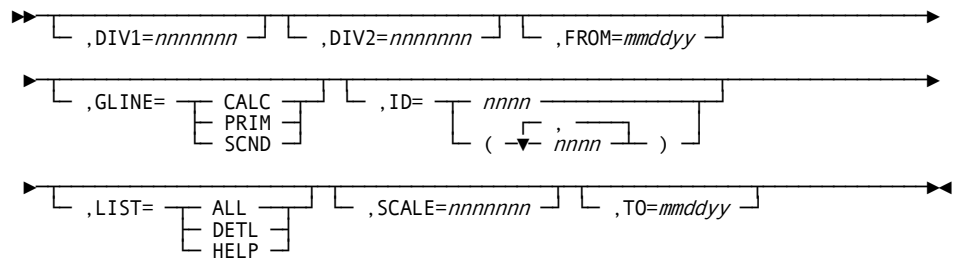 ,DIV1=nnnnnnn ,DIV2=nnnnnnn ,FROM=mmddyy
,GLINE= CALC ,ID= nnnn
PRIM ,
SCND ( nnnn )
,LIST= ALL ,SCALE=nnnnnnn ,TO=mmddyy
DETL
HELP